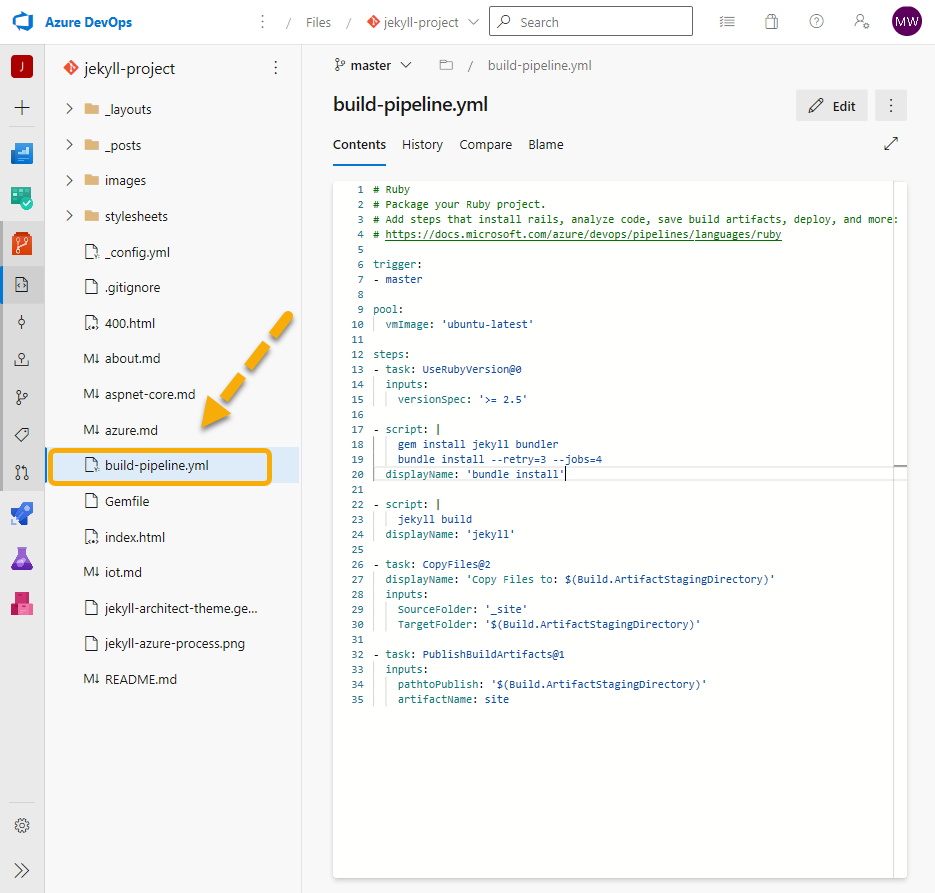 Azure DevOps
/ Files / jekyll-project / bu
Search
MW
J
jekyll-project
_layouts
_posts
images
stylesheets
_config.yml
.gitignore
400.html
about.md
aspnet-core.md
azure.md
build-pipeline.yml
Gemfile
index.html
iot.md
jekyll-architect-theme.ge...
jekyll-azure-process.png
README.md
master / build-pipeline.yml
build-pipeline.yml
Edit
Contents History Compare Blame
1 # Ruby
2 # Package your Ruby project.
3 # Add steps that install rails, analyze code, save build artifacts, deploy, and more:
4 # https://docs.microsoft.com/azure/devops/pipelines/languages/ruby
5
6 trigger:
7 - master
8
9 pool:
10   vmImage: 'ubuntu-latest'
11
12 steps:
13 - task: UseRubyVersion@0
14   inputs:
15     versionSpec: '>= 2.5'
16
17 - script: |
18     gem install jekyll bundler
19     bundle install --retry=3 --jobs=4
20   displayName: 'bundle install'
21
22 - script: |
23     jekyll build
24   displayName: 'jekyll'
25
26 - task: CopyFiles@2
27   displayName: 'Copy Files to: $(Build.ArtifactStagingDirectory)'
28   inputs:
29     SourceFolder: '_site'
30     TargetFolder: '$(Build.ArtifactStagingDirectory)'
31
32 - task: PublishBuildArtifacts@1
33   inputs:
34     pathtoPublish: '$(Build.ArtifactStagingDirectory)'
35     artifactName: site